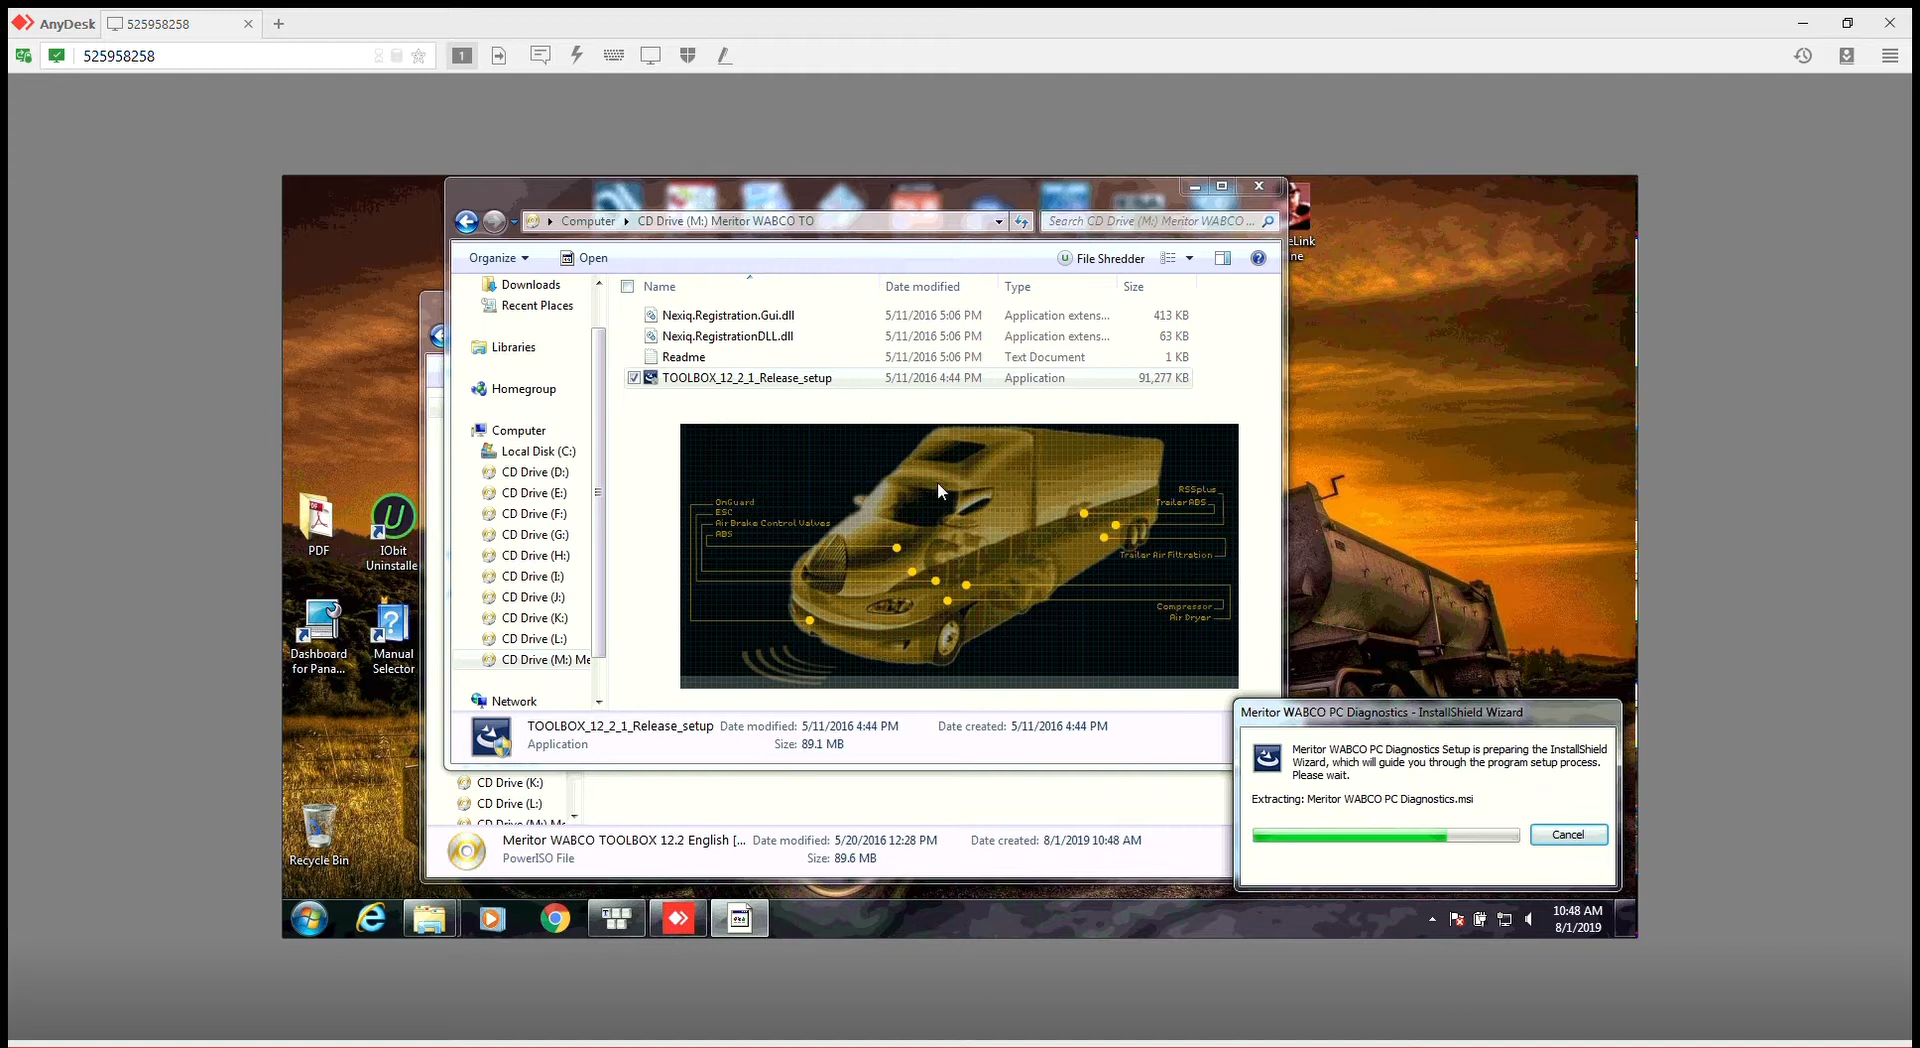 AnyDesk
525958258
525958258
1
Computer
CD Drive (M:) Meritor WABCO TO
Search CD Drive (M:) Meritor WABCO ...
Organize
Open
File Shredder
Name
Date modified
Type
Size
Nexiq.Registration.Gui.dll 5/11/2016 5:06 PM Application extens... 413 KB
Nexiq.RegistrationDLL.dll 5/11/2016 5:06 PM Application extens... 63 KB
Readme 5/11/2016 5:06 PM Text Document 1 KB
TOOLBOX_12_2_1_Release_setup 5/11/2016 4:44 PM Application 91,277 KB
Downloads
Recent Places
Libraries
Homegroup
Computer
Local Disk (C:)
CD Drive (D:)
CD Drive (E:)
CD Drive (F:)
CD Drive (G:)
CD Drive (H:)
CD Drive (I:)
CD Drive (J:)
CD Drive (K:)
CD Drive (L:)
CD Drive (M:) Me
Network
OnGuard
ESC
Air Brake Control Valves
ABS
RSSplus
Trailer ABS
Trailer Air Filtration
Compressor
Air Dryer
TOOLBOX_12_2_1_Release_setup Date modified: 5/11/2016 4:44 PM Date created: 5/11/2016 4:44 PM
Application Size: 89.1 MB
CD Drive (K:)
CD Drive (L:)
Meritor WABCO TOOLBOX 12.2 English [... Date modified: 5/20/2016 12:28 PM Date created: 8/1/2019 10:48 AM
PowerISO File Size: 89.6 MB
Meritor WABCO PC Diagnostics - InstallShield Wizard
Meritor WABCO PC Diagnostics Setup is preparing the InstallShield
Wizard, which will guide you through the program setup process.
Please wait.
Extracting: Meritor WABCO PC Diagnostics.msi
Cancel
PDF
IObit
Uninstalle
Dashboard
for Pana...
Manual
Selector
Recycle Bin
eLink
ne
10:48 AM
8/1/2019